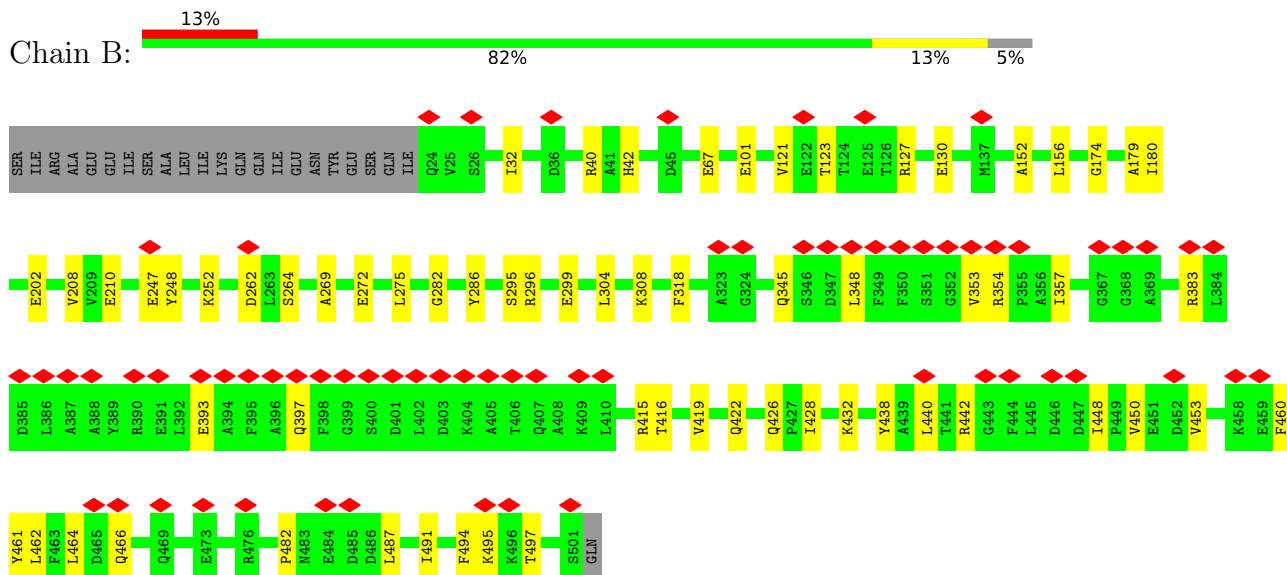 13%
Chain B:
82% 13% 5%
SER ILE ARG ALA GLU GLU ILE SER ALA LEU ILE LYS GLN GLN ILE GLU ASN TYR GLU SER GLN ILE Q24 V25 S26 I32 D36 R40 A41 H42 D45 E67 E101 V121 E122 T123 T124 E125 T126 R127 E130 M137 A152 L156 G174 A179 I180
E202 V208 V209 E210 E247 Y248 K252 D262 L263 S264 A269 E272 L275 G282 Y286 S295 R296 E299 L304 K308 F318 A323 G324 Q345 S346 D347 L348 F349 F350 S351 G352 V353 R354 P355 A356 I357 G367 G368 A369 R383 L384
D385 L386 A387 A388 Y389 R390 E391 L392 E393 A394 F395 A396 Q397 F398 G399 S400 D401 L402 D403 K404 A405 T406 Q407 A408 K409 L410 R415 T416 V419 Q422 Q426 P427 I428 K432 Y438 A439 L440 T441 R442 G443 F444 L445 D446 D447 I448 P449 V450 E451 D452 V453 K458 E459 F460
Y461 L462 F463 L464 D465 Q466 Q469 E473 R476 P482 N483 E484 D485 D486 L487 I491 F494 K495 K496 T497 S501 GLN